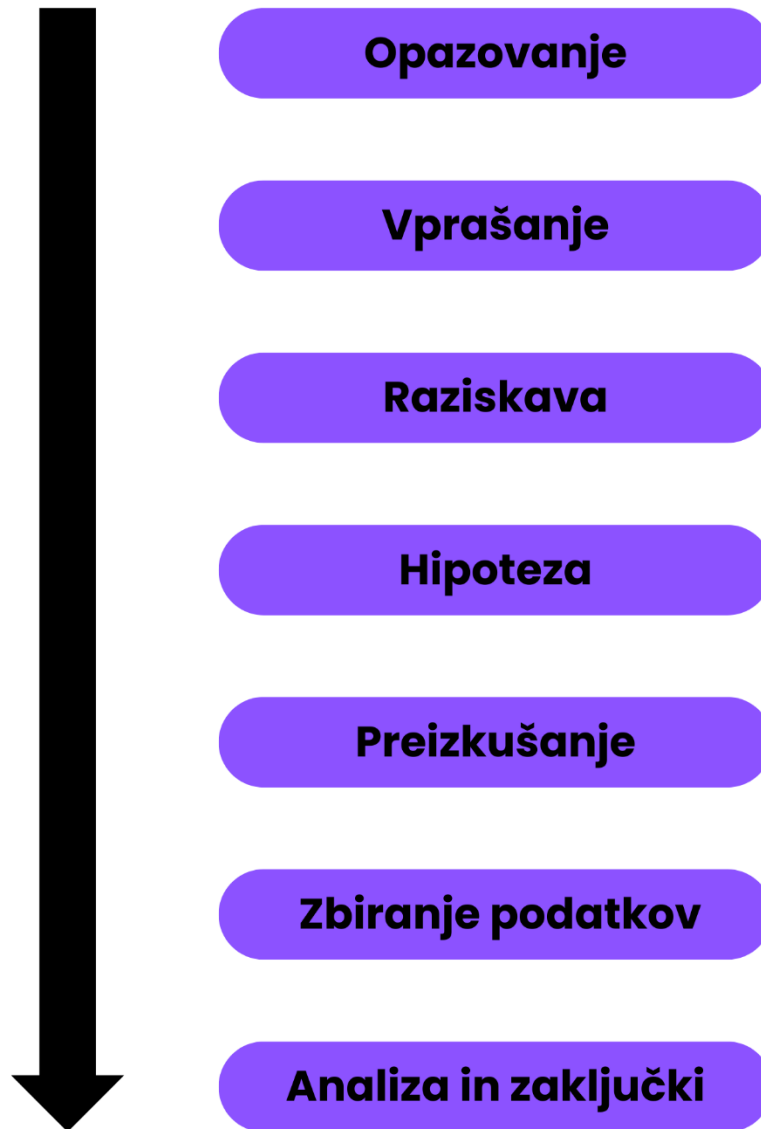 Opazovanje
Vprašanje
Raziskava
Hipoteza
Preizkušanje
Zbiranje podatkov
Analiza in zaključki